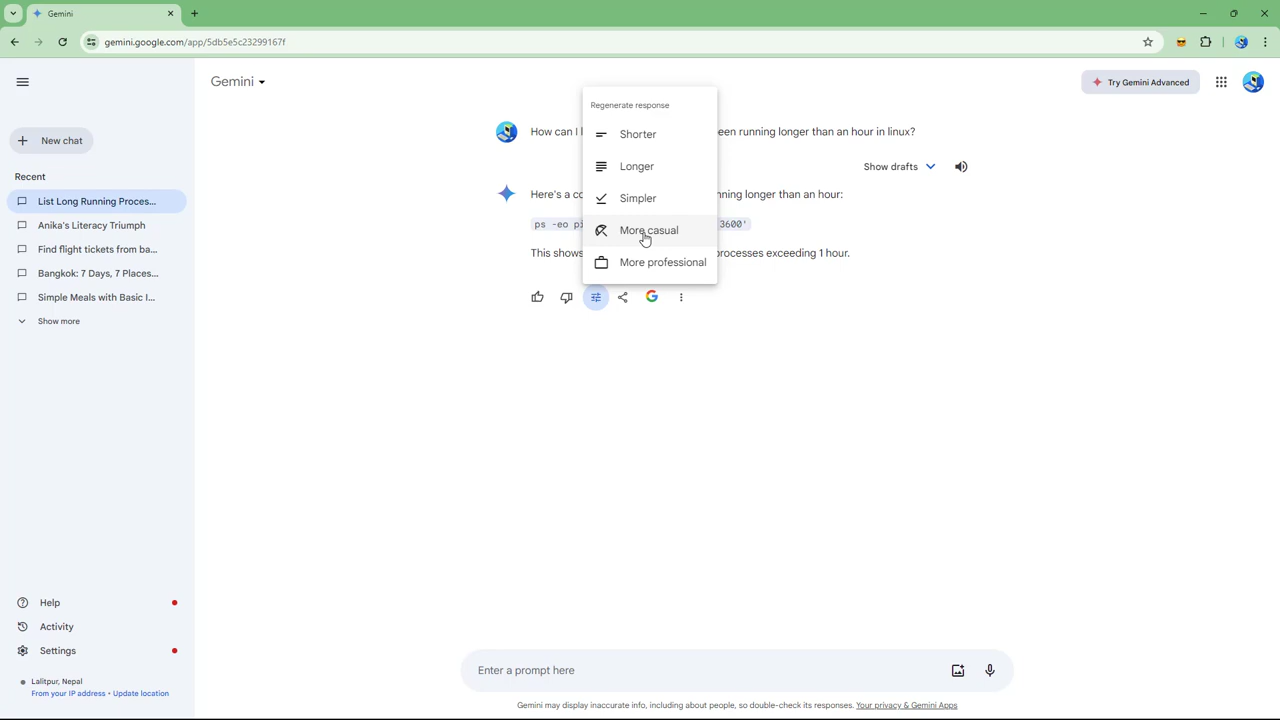 Gemini
gemini.google.com/app/5db5e5c23299167f
Gemini
Try Gemini Advanced
New chat
Recent
List Long Running Proces...
Anika's Literacy Triumph
Find flight tickets from ba...
Bangkok: 7 Days, 7 Places...
Simple Meals with Basic I...
Show more
Help
Activity
Settings
Lalitpur, Nepal
From your IP address • Update location
How can I
een running longer than an hour in linux?
Show drafts
Here's a co
nning longer than an hour:
ps -eo pi
3600'
This shows
processes exceeding 1 hour.
Regenerate response
Shorter
Longer
Simpler
More casual
More professional
Enter a prompt here
Gemini may display inaccurate info, including about people, so double-check its responses. Your privacy & Gemini Apps